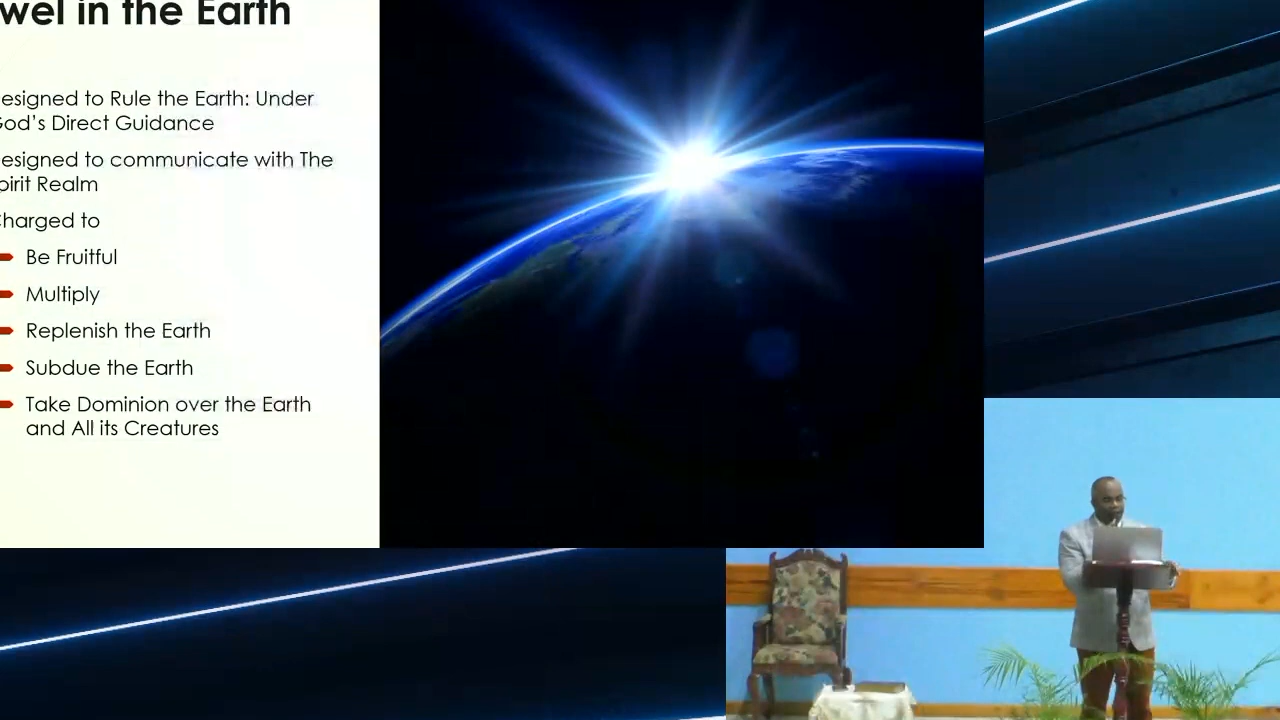 wel in the Earth
esigned to Rule the Earth: Under
God's Direct Guidance
esigned to communicate with The
pirit Realm
Charged to
Be Fruitful
Multiply
Replenish the Earth
Subdue the Earth
Take Dominion over the Earth
and All its Creatures